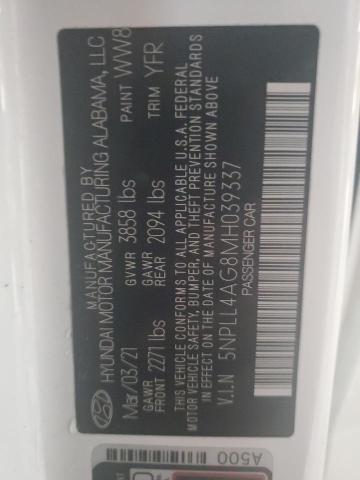 MANUFACTURED BY
HYUNDAI MOTOR MANUFACTURING ALABAMA, LLC
Mar/03/21 GVWR 3858 lbs PAINT WW8
GAWR FRONT 2271 lbs GAWR REAR 2094 lbs TRIM YFR
THIS VEHICLE CONFORMS TO ALL APPLICABLE U.S.A. FEDERAL
MOTOR VEHICLE SAFETY, BUMPER, AND THEFT PREVENTION STANDARDS
IN EFFECT ON THE DATE OF MANUFACTURE SHOWN ABOVE
V.I.N 5NPLL4AG8MH039337
PASSENGER CAR
A500